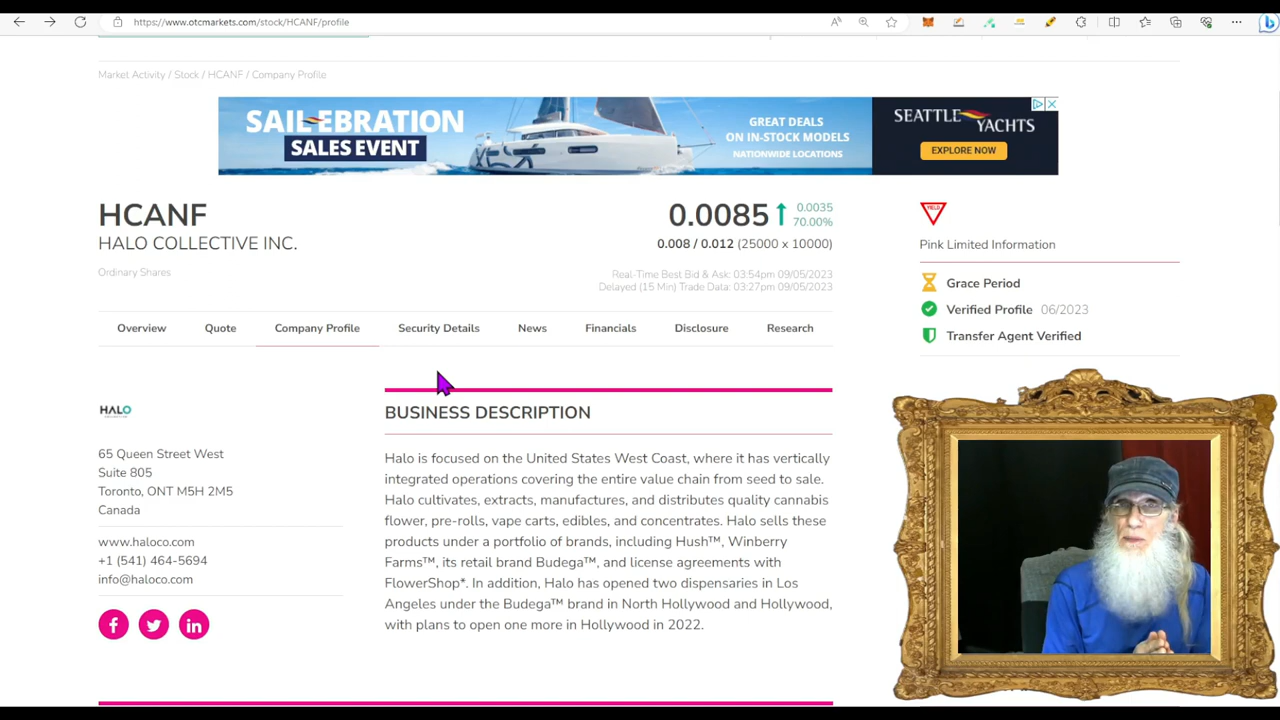 https://www.otcmarkets.com/stock/HCANF/profile
Market Activity / Stock / HCANF / Company Profile
SAILEBRATION
SALES EVENT
GREAT DEALS
ON IN-STOCK MODELS
NATIONWIDE LOCATIONS
SEATTLE YACHTS
EXPLORE NOW
HCANF
HALO COLLECTIVE INC.
Ordinary Shares
0.0085 0.0035
70.00%
0.008 / 0.012 (25000 x 10000)
Real-Time Best Bid & Ask: 03:54pm 09/05/2023
Delayed (15 Min) Trade Data: 03:27pm 09/05/2023
YIELD
Pink Limited Information
Grace Period
Verified Profile 06/2023
Transfer Agent Verified
Overview Quote Company Profile Security Details News Financials Disclosure Research
HALO
65 Queen Street West
Suite 805
Toronto, ONT M5H 2M5
Canada
www.haloco.com
+1 (541) 464-5694
info@haloco.com
BUSINESS DESCRIPTION
Halo is focused on the United States West Coast, where it has vertically
integrated operations covering the entire value chain from seed to sale.
Halo cultivates, extracts, manufactures, and distributes quality cannabis
flower, pre-rolls, vape carts, edibles, and concentrates. Halo sells these
products under a portfolio of brands, including Hush™, Winberry
Farms™, its retail brand Budega™, and license agreements with
FlowerShop*. In addition, Halo has opened two dispensaries in Los
Angeles under the Budega™ brand in North Hollywood and Hollywood,
with plans to open one more in Hollywood in 2022.